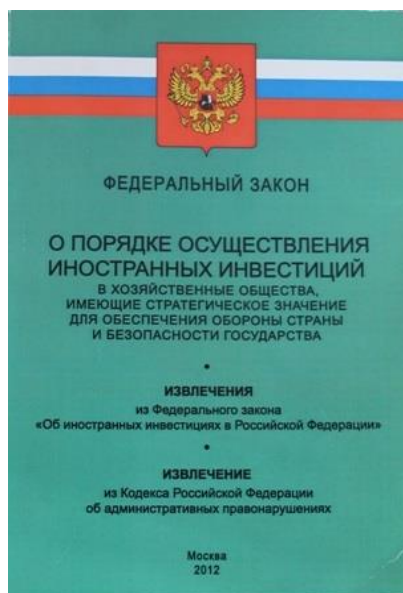 ФЕДЕРАЛЬНЫЙ ЗАКОН
О ПОРЯДКЕ ОСУЩЕСТВЛЕНИЯ
ИНОСТРАННЫХ ИНВЕСТИЦИЙ
В ХОЗЯЙСТВЕННЫЕ ОБЩЕСТВА,
ИМЕЮЩИЕ СТРАТЕГИЧЕСКОЕ ЗНАЧЕНИЕ
ДЛЯ ОБЕСПЕЧЕНИЯ ОБОРОНЫ СТРАНЫ
И БЕЗОПАСНОСТИ ГОСУДАРСТВА
•
ИЗВЛЕЧЕНИЯ
из Федерального закона
«Об иностранных инвестициях в Российской Федерации»
•
ИЗВЛЕЧЕНИЕ
из Кодекса Российской Федерации
об административных правонарушениях
Москва
2012